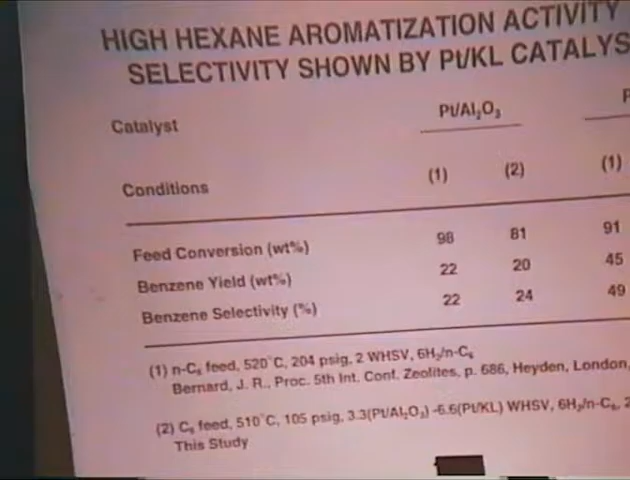 HIGH HEXANE AROMATIZATION ACTIVITY
SELECTIVITY SHOWN BY Pt/KL CATALYS
Catalyst Pt/Al₂O₃ P
Conditions (1) (2) (1)
Feed Conversion (wt%) 98 81 91
Benzene Yield (wt%) 22 20 45
Benzene Selectivity (%) 22 24 49
(1) n-C₆ feed, 520°C, 204 psig, 2 WHSV, 6H₂/n-C₆
Bernard, J. R., Proc. 5th Int. Conf. Zeolites, p. 686, Heyden, London,
(2) C₆ feed, 510°C, 105 psig, 3.3(Pt/Al₂O₃) -6.6(Pt/KL) WHSV, 6H₂/n-C₆, 2
This Study